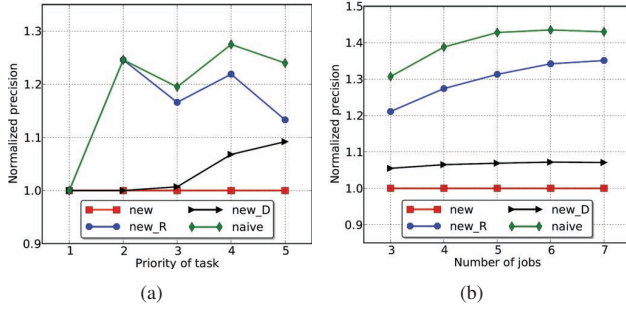 1.3
1.2
1.1
1.0
0.9
Normalized precision
new
new_D
new_R
naive
1 2 3 4 5
Priority of task
(a)
1.5
1.4
1.3
1.2
1.1
1.0
0.9
Normalized precision
new
new_D
new_R
naive
3 4 5 6 7
Number of jobs
(b)